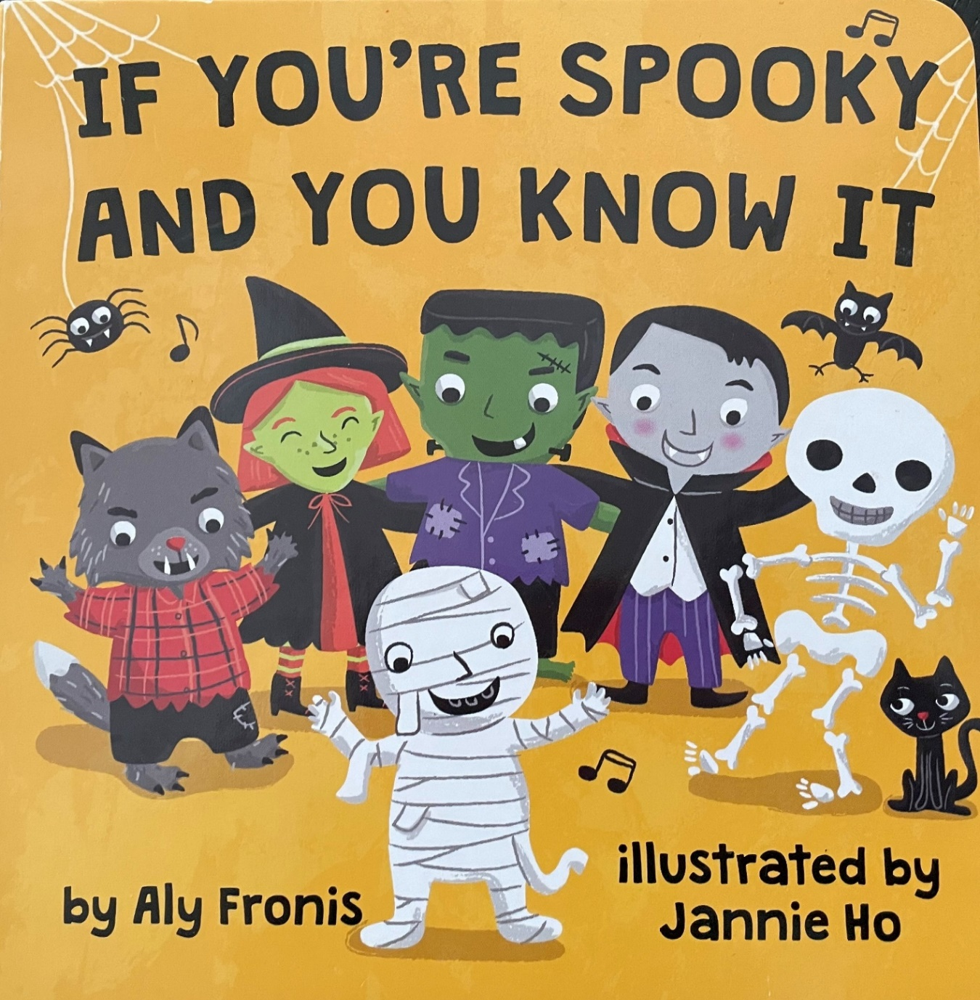 IF YOU'RE SPOOKY
AND YOU KNOW IT
by Aly Fronis
illustrated by
Jannie Ho